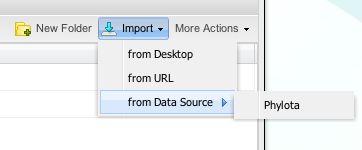 New Folder Import More Actions
from Desktop
from URL
from Data Source Phylota